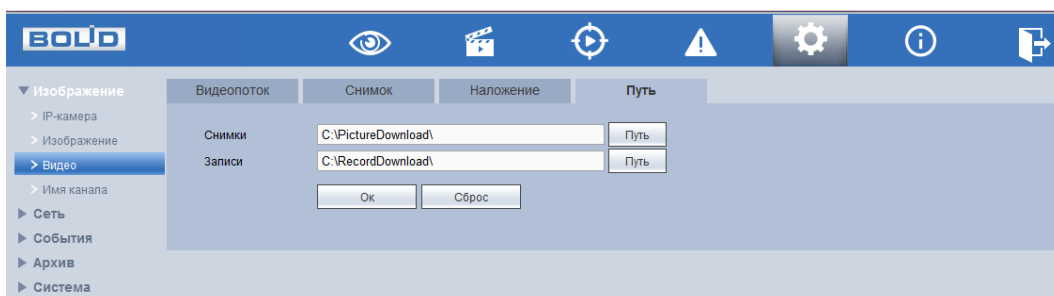 BOLID
Изображение
> IP-камера
> Изображение
> Видео
> Имя канала
Сеть
События
Архив
Система
Видеопоток Снимок Наложение Путь
Снимки C:\PictureDownload\ Путь
Записи C:\RecordDownload\ Путь
Ок Сброс